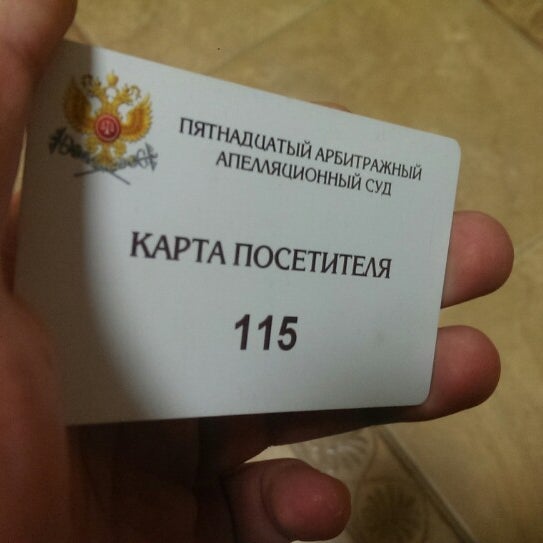 ПЯТНАДЦАТЫЙ АРБИТРАЖНЫЙ
АПЕЛЛЯЦИОННЫЙ СУД
КАРТА ПОСЕТИТЕЛЯ
115